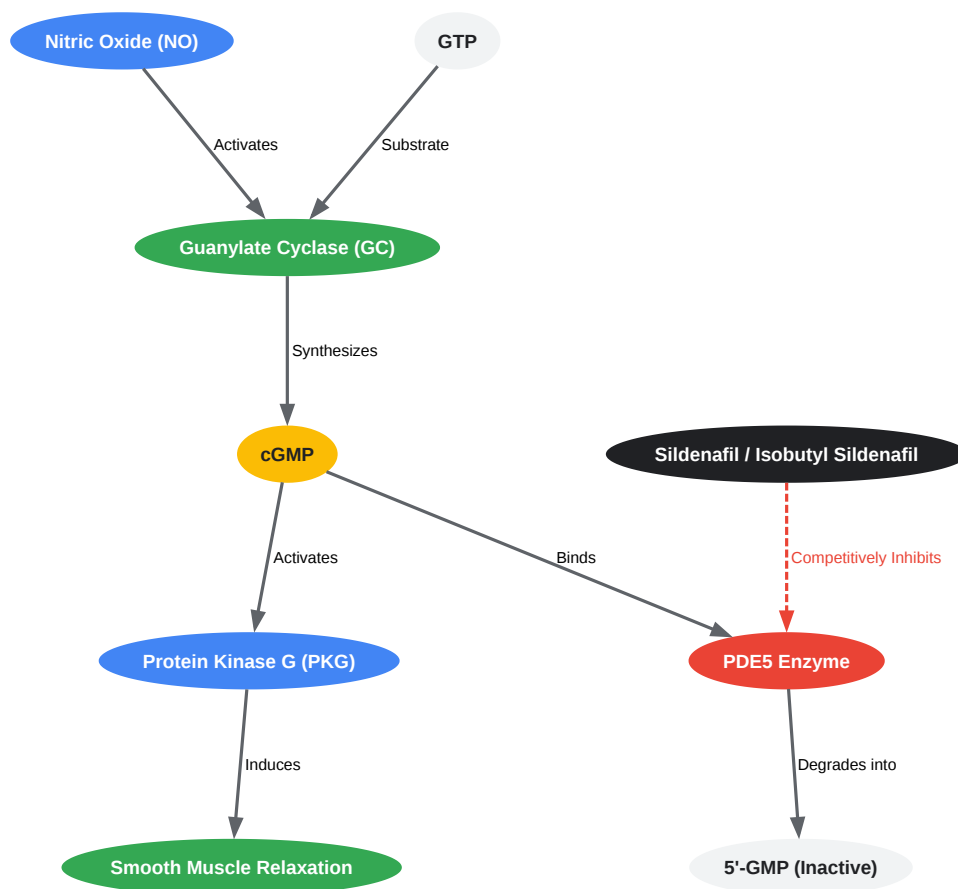 Nitric Oxide (NO)
GTP
Activates
Substrate
Guanylate Cyclase (GC)
Synthesizes
cGMP
Sildenafil / Isobutyl Sildenafil
Activates
Binds
Competitively Inhibits
Protein Kinase G (PKG)
PDE5 Enzyme
Induces
Degrades into
Smooth Muscle Relaxation
5'-GMP (Inactive)